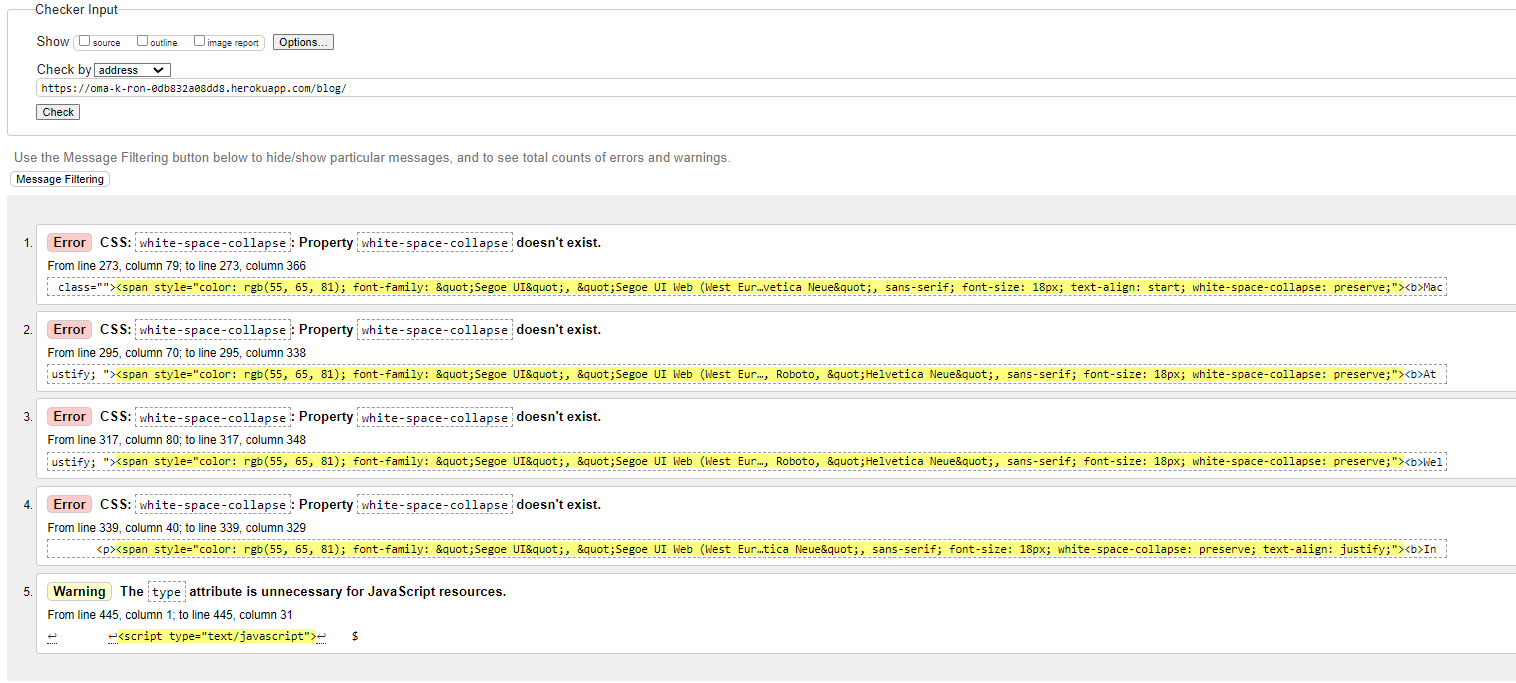 Checker Input
Show source outline image report Options...
Check by address
https://oma-k-ron-0db832a08dd8.herokuapp.com/blog/
Check
Use the Message Filtering button below to hide/show particular messages, and to see total counts of errors and warnings.
Message Filtering
1. Error CSS: white-space-collapse: Property white-space-collapse doesn't exist.
From line 273, column 79; to line 273, column 366
class=""><span style="color: rgb(55, 65, 81); font-family: &quot;Segoe UI&quot;, &quot;Segoe UI Web (West Eur…vetica Neue&quot;, sans-serif; font-size: 18px; text-align: start; white-space-collapse: preserve;"><b>Mac
2. Error CSS: white-space-collapse: Property white-space-collapse doesn't exist.
From line 295, column 70; to line 295, column 338
ustify; "><span style="color: rgb(55, 65, 81); font-family: &quot;Segoe UI&quot;, &quot;Segoe UI Web (West Eur…, Roboto, &quot;Helvetica Neue&quot;, sans-serif; font-size: 18px; white-space-collapse: preserve;"><b>At
3. Error CSS: white-space-collapse: Property white-space-collapse doesn't exist.
From line 317, column 80; to line 317, column 348
ustify; "><span style="color: rgb(55, 65, 81); font-family: &quot;Segoe UI&quot;, &quot;Segoe UI Web (West Eur…, Roboto, &quot;Helvetica Neue&quot;, sans-serif; font-size: 18px; white-space-collapse: preserve;"><b>Wel
4. Error CSS: white-space-collapse: Property white-space-collapse doesn't exist.
From line 339, column 40; to line 339, column 329
<p><span style="color: rgb(55, 65, 81); font-family: &quot;Segoe UI&quot;, &quot;Segoe UI Web (West Eur…tica Neue&quot;, sans-serif; font-size: 18px; white-space-collapse: preserve; text-align: justify;"><b>In
5. Warning The type attribute is unnecessary for JavaScript resources.
From line 445, column 1; to line 445, column 31
↩ ↩<script type="text/javascript">↩ $